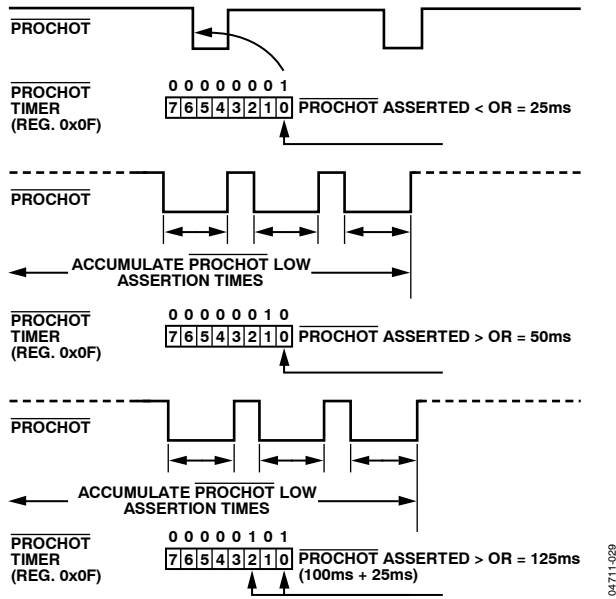 PROCHOT
PROCHOT
TIMER
(REG. 0x0F)
0 0 0 0 0 0 0 1
7 6 5 4 3 2 1 0
PROCHOT ASSERTED < OR = 25ms
PROCHOT
ACCUMULATE PROCHOT LOW
ASSERTION TIMES
PROCHOT
TIMER
(REG. 0x0F)
0 0 0 0 0 0 1 0
7 6 5 4 3 2 1 0
PROCHOT ASSERTED > OR = 50ms
PROCHOT
ACCUMULATE PROCHOT LOW
ASSERTION TIMES
PROCHOT
TIMER
(REG. 0x0F)
0 0 0 0 0 1 0 1
7 6 5 4 3 2 1 0
PROCHOT ASSERTED > OR = 125ms
(100ms + 25ms)
04711-029